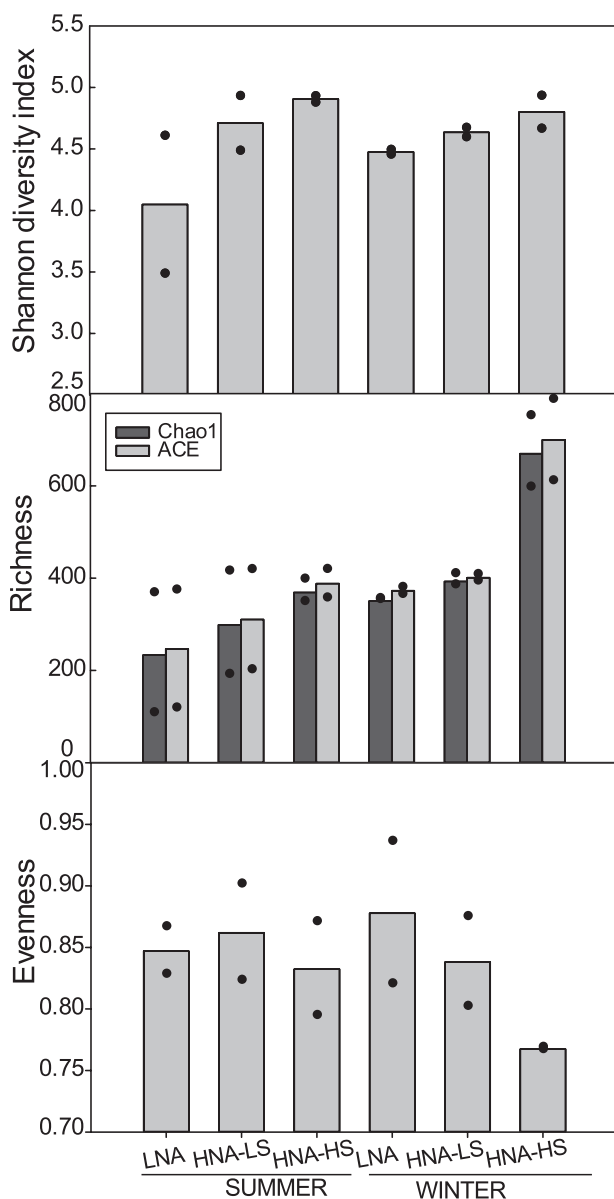 Shannon diversity index
5.5
5.0
4.5
4.0
3.5
3.0
2.5
Richness
800
600
400
200
0
Chao1
ACE
Evenness
1.00
0.95
0.90
0.85
0.80
0.75
0.70
LNA HNA-LS HNA-HS LNA HNA-LS HNA-HS
SUMMER WINTER